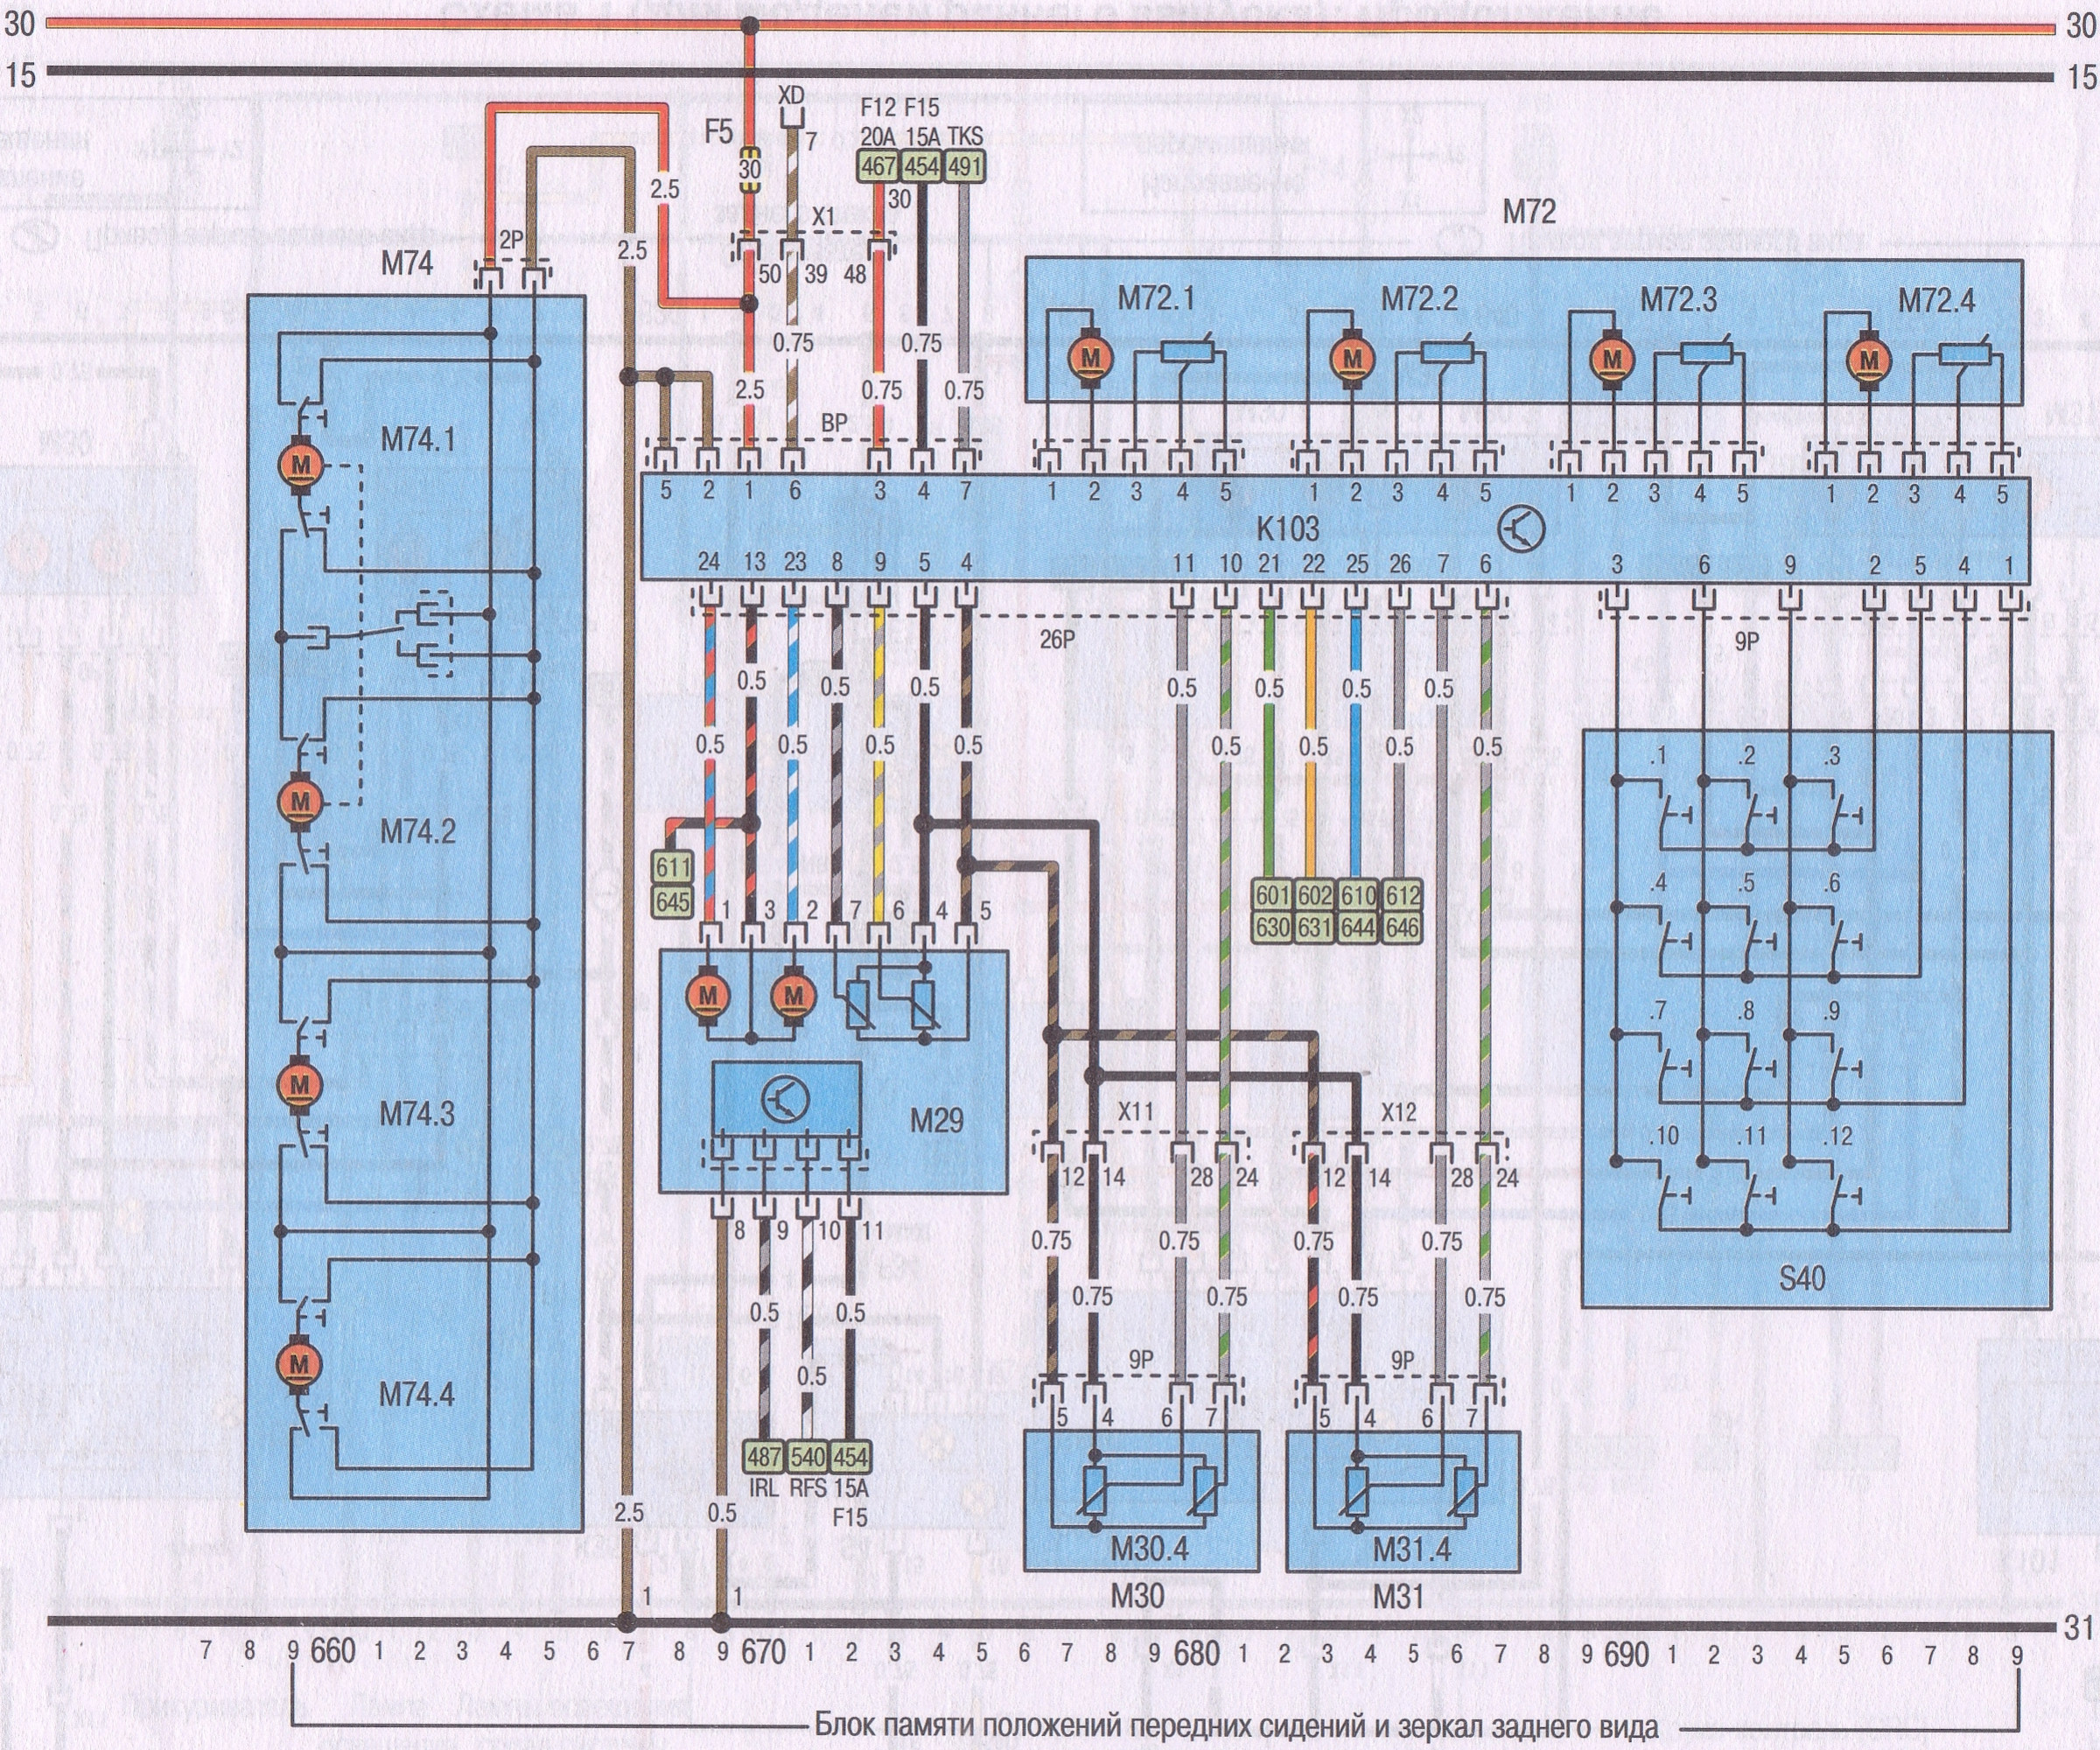 30 30
15 15
XD
F12 F15
F5 7 20A 15A TKS
30 467 454 491
2.5 30
M72
X1
2P 2.5
M74 50 39 48
M72.1 M72.2 M72.3 M72.4
0.75 0.75
M M M M
2.5 0.75 0.75
BP
M74.1
M
5 2 1 6 3 4 7 1 2 3 4 5 1 2 3 4 5 1 2 3 4 5 1 2 3 4 5
K103
24 13 23 8 9 5 4 11 10 21 22 25 26 7 6 3 6 9 2 5 4 1
26P 9P
0.5 0.5 0.5 0.5 0.5 0.5 0.5
0.5 0.5 0.5 0.5 0.5 0.5 0.5 0.5
.1 .2 .3
M
M74.2
611 601 602 610 612
645 630 631 644 646
.4 .5 .6
1 3 2 7 6 4 5
M M
.7 .8 .9
M
M74.3
M29
X11 X12
.10 .11 .12
12 14 28 24 12 14 28 24
8 9 10 11
0.75 0.75 0.75 0.75
S40
0.5 0.5 0.75 0.75 0.75 0.75
M
M74.4
0.5
9P 9P
5 4 6 7 5 4 6 7
487 540 454
IRL RFS 15A
F15
2.5 0.5
M30.4 M31.4
M30 M31
1 1
31
7 8 9 660 1 2 3 4 5 6 7 8 9 670 1 2 3 4 5 6 7 8 9 680 1 2 3 4 5 6 7 8 9 690 1 2 3 4 5 6 7 8 9
Блок памяти положений передних сидений и зеркал заднего вида